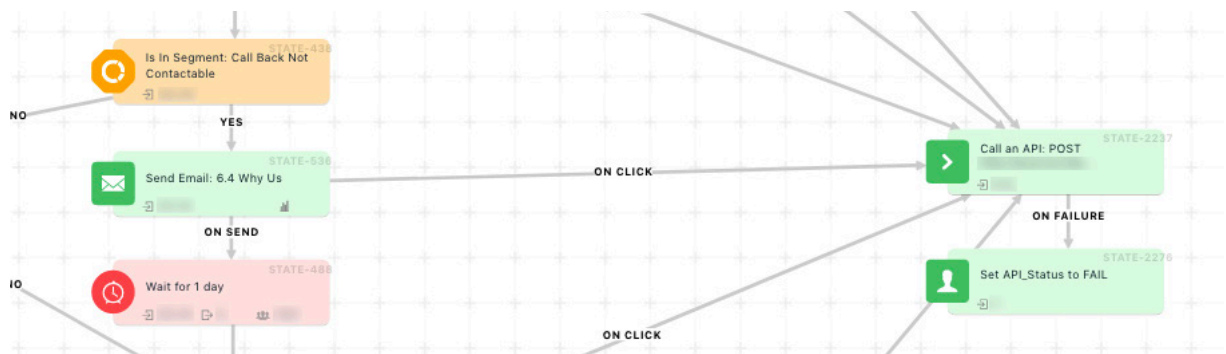 STATE-438
Is In Segment: Call Back Not
Contactable
NO
YES
STATE-536
Send Email: 6.4 Why Us
ON CLICK
STATE-2237
Call an API: POST
ON SEND
ON FAILURE
STATE-488
Wait for 1 day
STATE-2276
Set API_Status to FAIL
ON CLICK